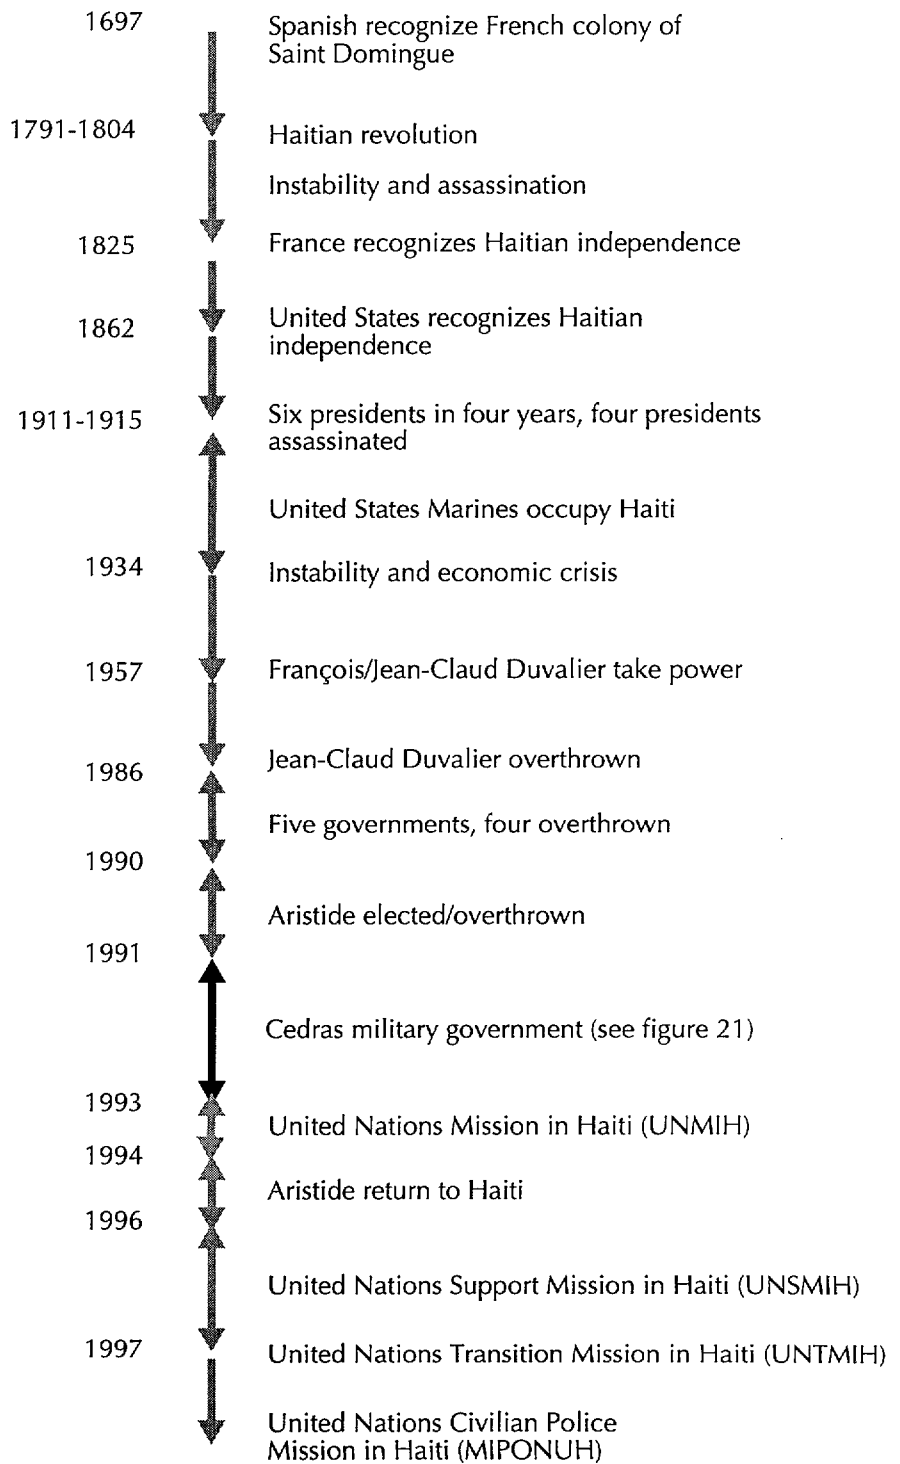 1697
Spanish recognize French colony of
Saint Domingue
1791-1804
Haitian revolution
Instability and assassination
1825
France recognizes Haitian independence
1862
United States recognizes Haitian
independence
1911-1915
Six presidents in four years, four presidents
assassinated
United States Marines occupy Haiti
1934
Instability and economic crisis
1957
François/Jean-Claud Duvalier take power
Jean-Claud Duvalier overthrown
1986
Five governments, four overthrown
1990
Aristide elected/overthrown
1991
Cedras military government (see figure 21)
1993
United Nations Mission in Haiti (UNMIH)
1994
Aristide return to Haiti
1996
United Nations Support Mission in Haiti (UNSMIH)
1997
United Nations Transition Mission in Haiti (UNTMIH)
United Nations Civilian Police
Mission in Haiti (MIPONUH)